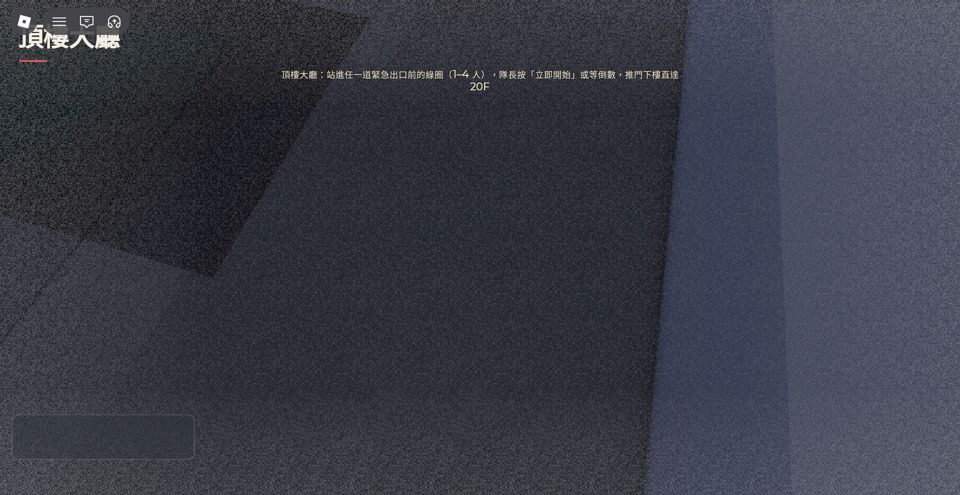 頂樓大廳
頂樓大廳：站進任一道緊急出口前的綠圈（1–4 人），隊長按「立即開始」或等倒數，推門下樓直達
20F